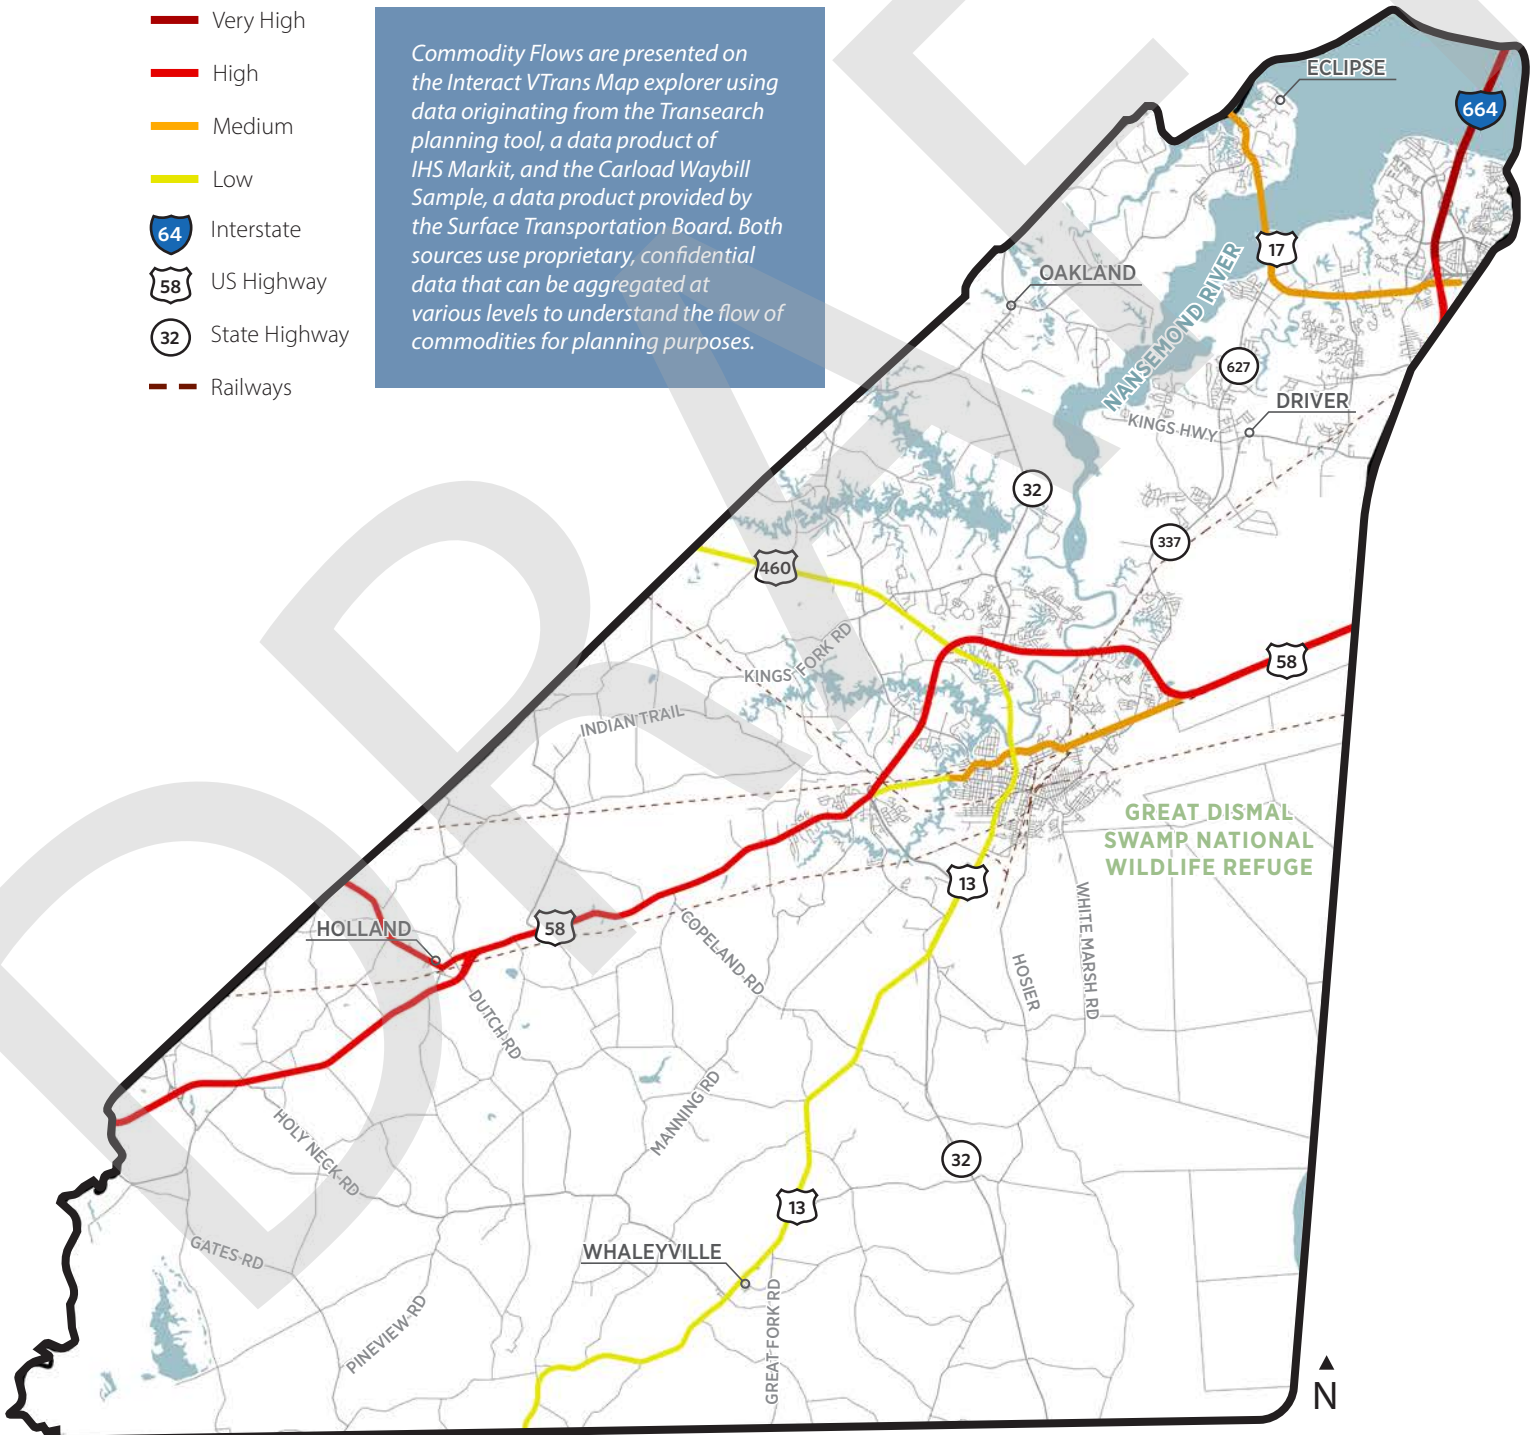 Very High
High
Medium
Low
64
Interstate
58
US Highway
32
State Highway
Railways
Commodity Flows are presented on
the Interact VTrans Map explorer using
data originating from the Transearch
planning tool, a data product of
IHS Markit, and the Carload Waybill
Sample, a data product provided by
the Surface Transportation Board. Both
sources use proprietary, confidential
data that can be aggregated at
various levels to understand the flow of
commodities for planning purposes.
DRAFT
ECLIPSE
664
17
OAKLAND
NANSEMOND RIVER
627
DRIVER
KINGS HWY
32
337
460
KINGS FORK RD
58
INDIAN TRAIL
GREAT DISMAL
SWAMP NATIONAL
WILDLIFE REFUGE
13
HOLLAND
58
COPELAND RD
WHITE MARSH RD
HOSIER
DUTCH RD
MANNING RD
HOLY NECK RD
32
13
GATES RD
WHALEYVILLE
PINEVIEW RD
GREAT FORK RD
N